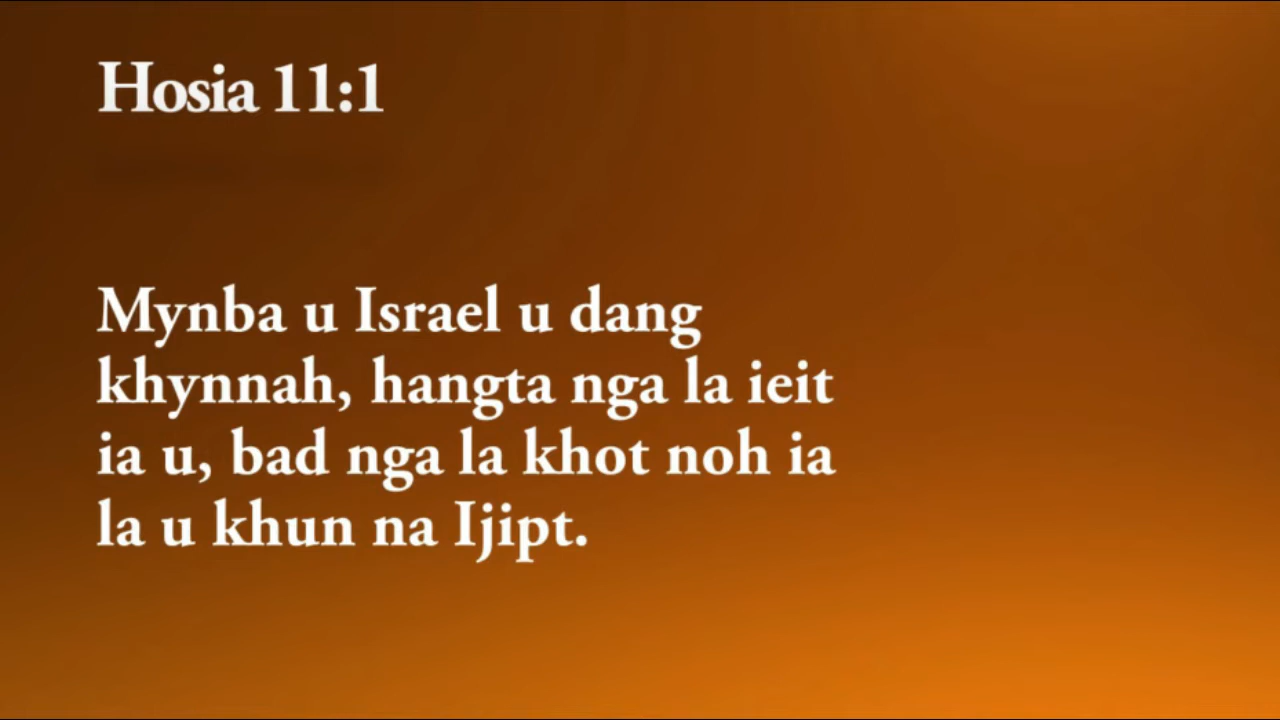 Hosia 11:1
Mynba u Israel u dang
khynnah, hangta nga la ieit
ia u, bad nga la khot noh ia
la u khun na Ijipt.